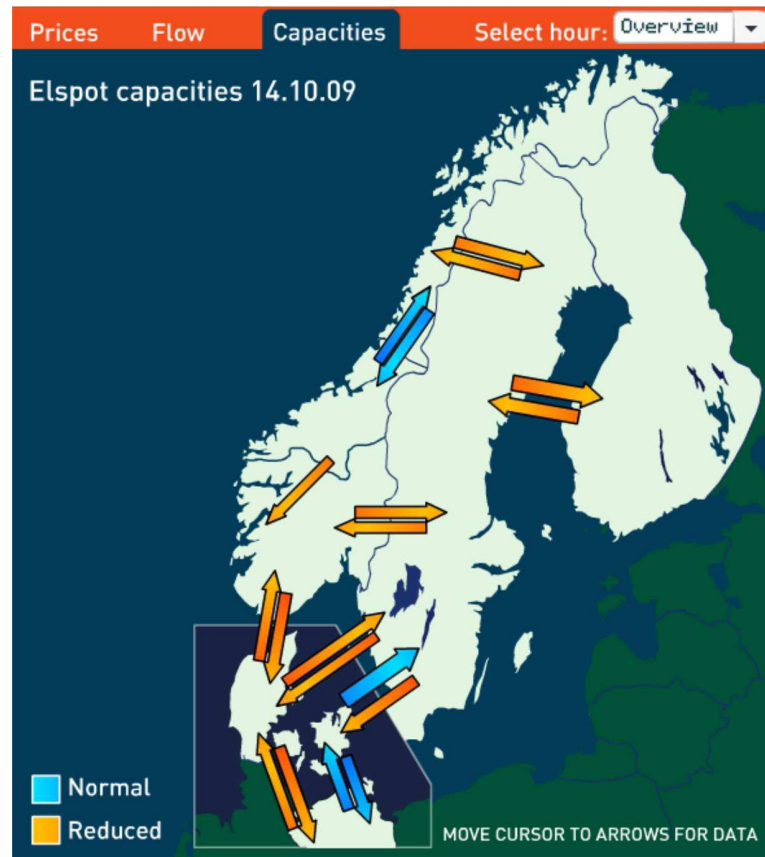 Prices Flow Capacities Select hour: Overview
Elspot capacities 14.10.09
Normal
Reduced
MOVE CURSOR TO ARROWS FOR DATA